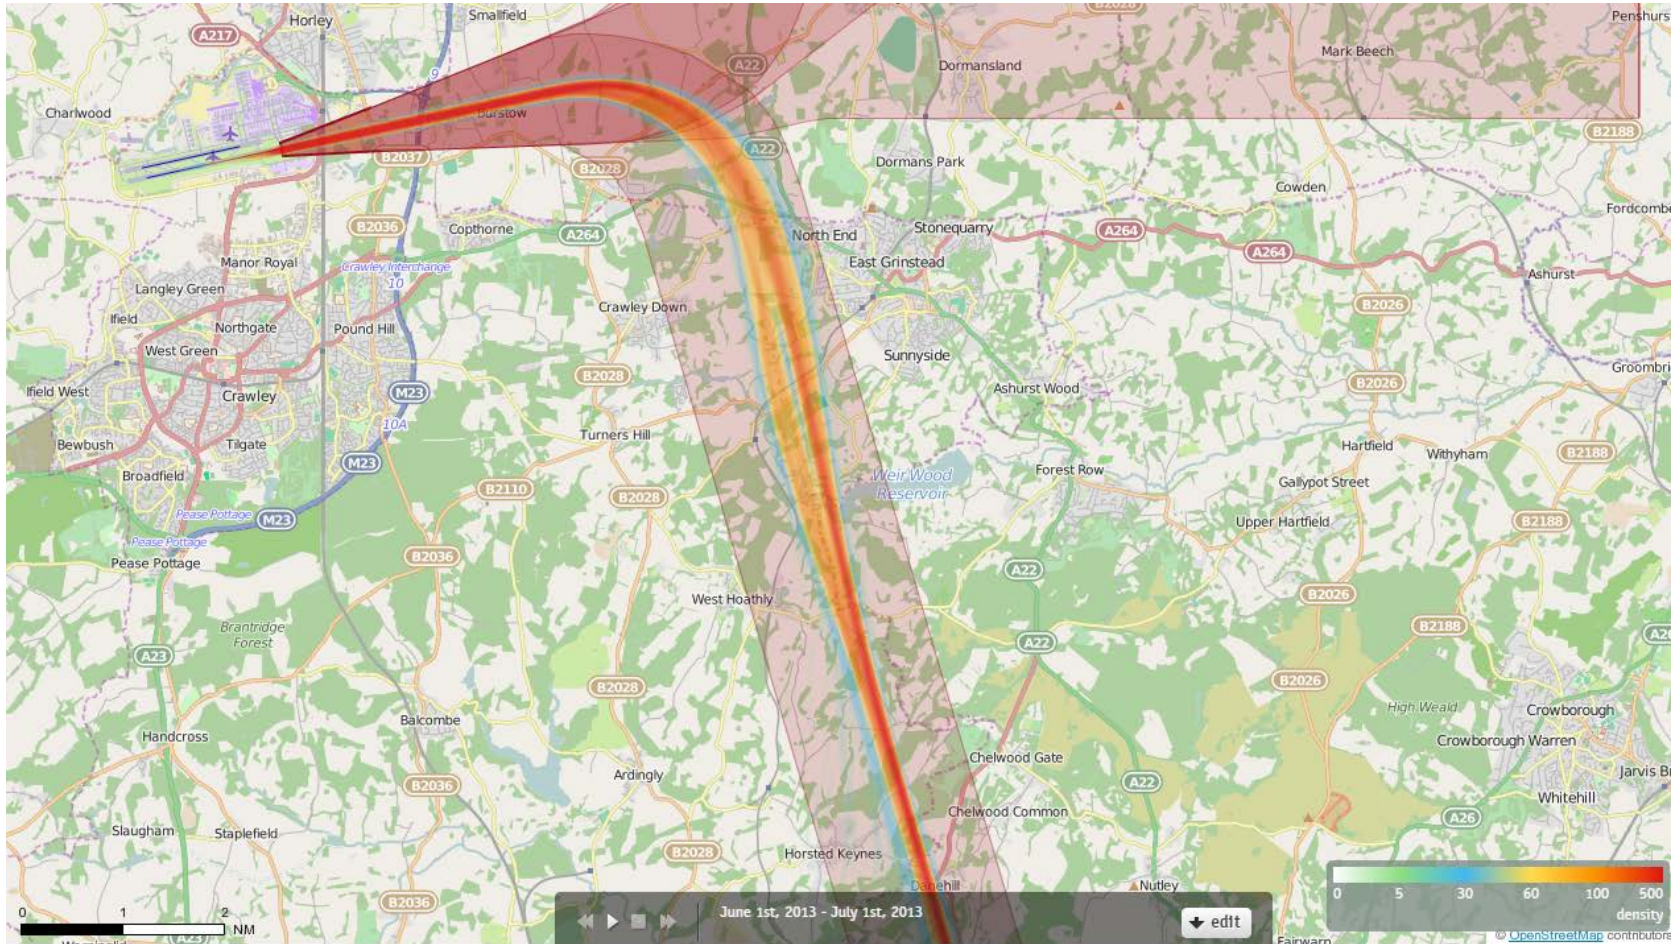 Horley
Smallfield
B2028
Penshurs
A217
9
A22
Dormansland
Mark Beech
Charlwood
Burstow
B2037
B2028
A22
Dormans Park
B2188
Cowden
B2036
Copthorne
A264
North End
Stonequarry
A264
Fordcombe
Manor Royal
Crawley Interchange
10
East Grinstead
A264
Ashurst
Langley Green
Crawley Down
B2026
Ifield
Northgate
Pound Hill
West Green
Sunnyside
Groombri
Ifield West
Crawley
M23
B2028
Ashurst Wood
B2026
10A
Bewbush
Tilgate
Turners Hill
Hartfield
Withyham
B2188
Broadfield
M23
Weir Wood
Reservoir
Forest Row
Gallypot Street
B2110
B2028
Pease Pottage
M23
Upper Hartfield
B2188
Pease Pottage
Pease Pottage
B2036
A22
West Hoathly
B2026
Brantridge
Forest
B2188
A23
A22
B2028
B2026
High Weald
Crowborough
Balcombe
Handcross
Crowborough Warren
Chelwood Gate
Ardingly
A22
Jarvis B
B2036
Whitehill
Chelwood Common
A26
Slaugham
Staplefield
B2028
Horsted Keynes
Danehill
Nutley
0 5 30 60 100 500
density
B2036
June 1st, 2013 - July 1st, 2013
edit
0 1 2
NM
A23
Fairwarn
© OpenStreetMap contributors